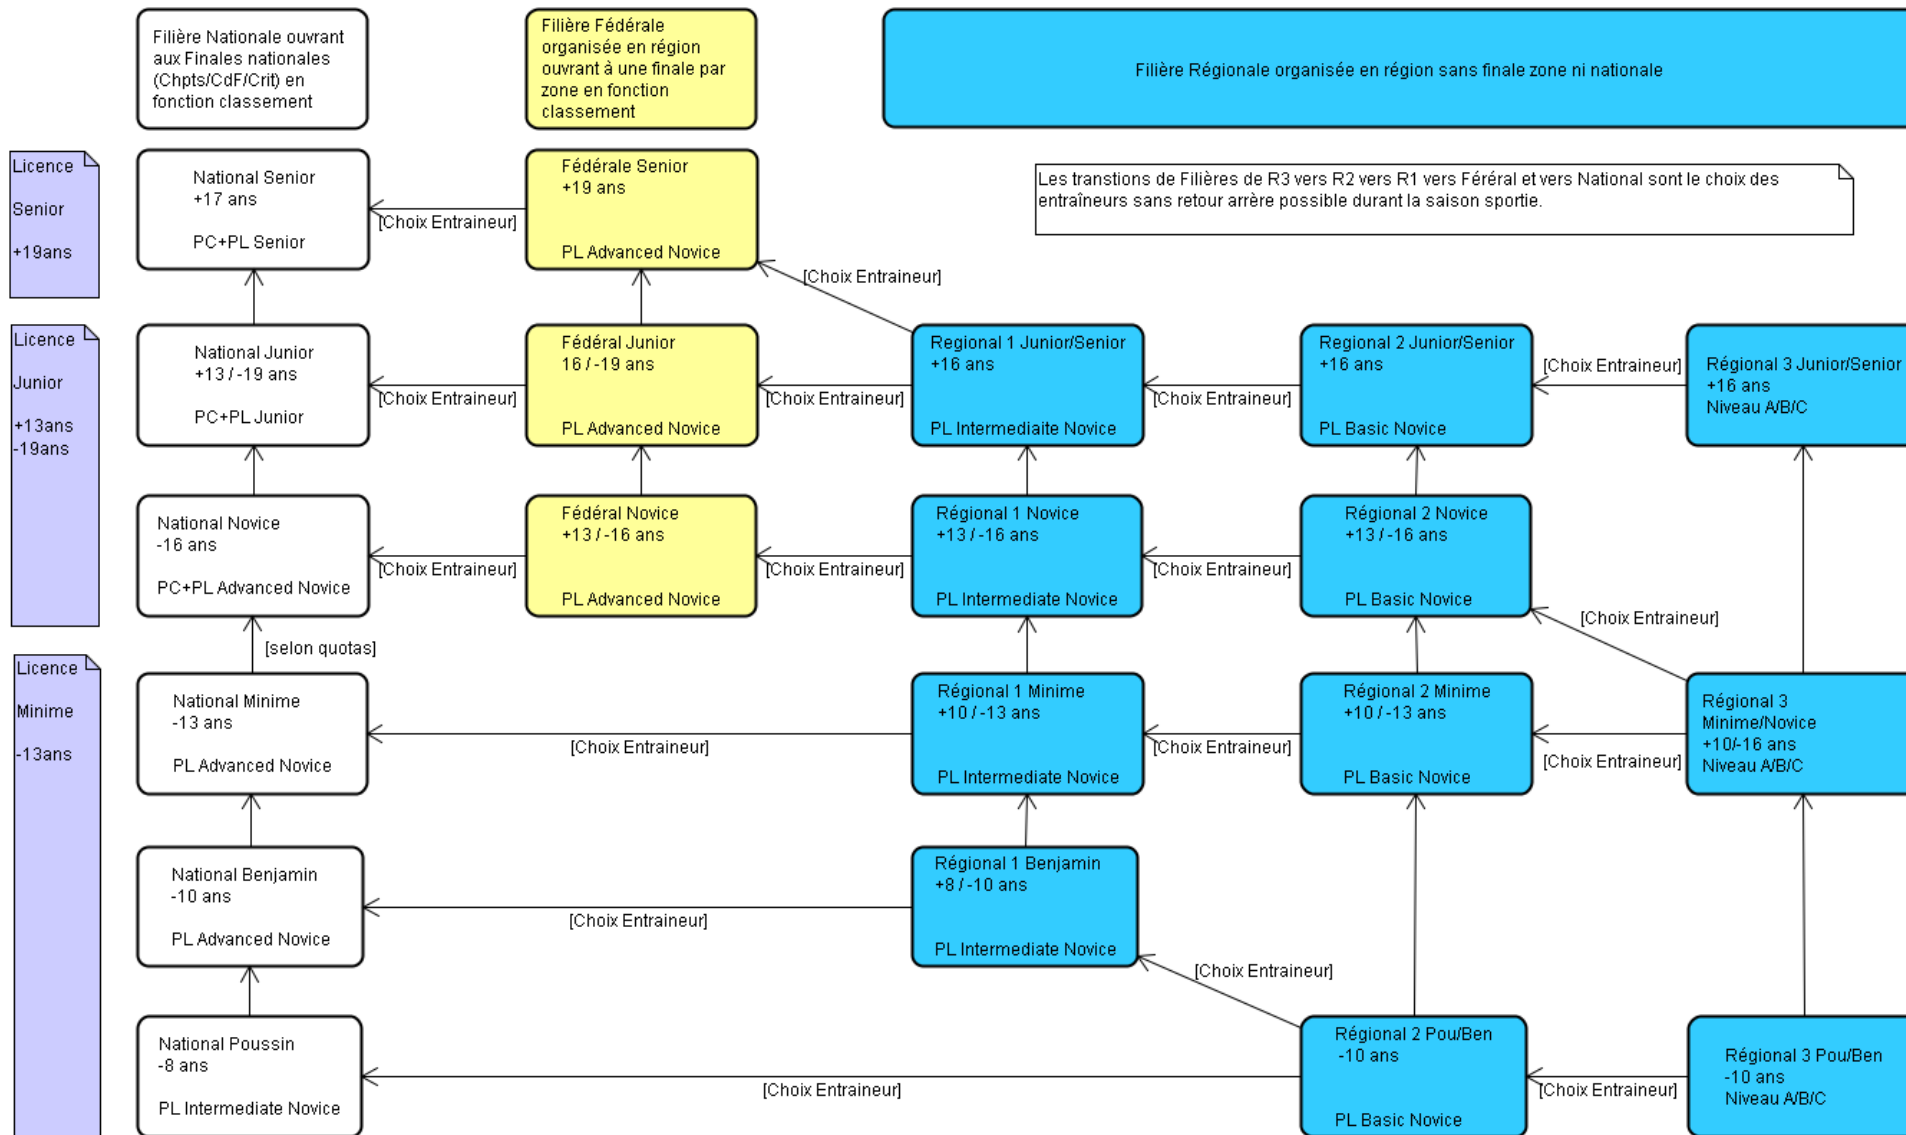 Filière Nationale ouvrant
aux Finales nationales
(Chpts/CdF/Crit) en
fonction classement
Filière Fédérale
organisée en région
ouvrant à une finale par
zone en fonction
classement
Filière Régionale organisée en région sans finale zone ni nationale
Les transtions de Filières de R3 vers R2 vers R1 vers Féréral et vers National sont le choix des
entraîneurs sans retour arrère possible durant la saison sportie.
Licence
Senior
+19ans
National Senior
+17 ans
PC+PL Senior
[Choix Entraineur]
Fédérale Senior
+19 ans
PL Advanced Novice
[Choix Entraineur]
Licence
Junior
+13ans
-19ans
National Junior
+13 / -19 ans
PC+PL Junior
[Choix Entraineur]
Fédéral Junior
16 / -19 ans
PL Advanced Novice
[Choix Entraineur]
Regional 1 Junior/Senior
+16 ans
PL Intermediaite Novice
[Choix Entraineur]
Regional 2 Junior/Senior
+16 ans
PL Basic Novice
[Choix Entraineur]
Régional 3 Junior/Senior
+16 ans
Niveau A/B/C
National Novice
-16 ans
PC+PL Advanced Novice
[Choix Entraineur]
Fédéral Novice
+13 / -16 ans
PL Advanced Novice
[Choix Entraineur]
Régional 1 Novice
+13 / -16 ans
PL Intermediate Novice
[Choix Entraineur]
Régional 2 Novice
+13 / -16 ans
PL Basic Novice
[Choix Entraineur]
[selon quotas]
Licence
Minime
-13ans
National Minime
-13 ans
PL Advanced Novice
[Choix Entraineur]
Régional 1 Minime
+10 / -13 ans
PL Intermediate Novice
[Choix Entraineur]
Régional 2 Minime
+10 / -13 ans
PL Basic Novice
[Choix Entraineur]
Régional 3
Minime/Novice
+10/-16 ans
Niveau A/B/C
National Benjamin
-10 ans
PL Advanced Novice
[Choix Entraineur]
Régional 1 Benjamin
+8 / -10 ans
PL Intermediate Novice
[Choix Entraineur]
National Poussin
-8 ans
PL Intermediate Novice
[Choix Entraineur]
Régional 2 Pou/Ben
-10 ans
PL Basic Novice
[Choix Entraineur]
Régional 3 Pou/Ben
-10 ans
Niveau A/B/C